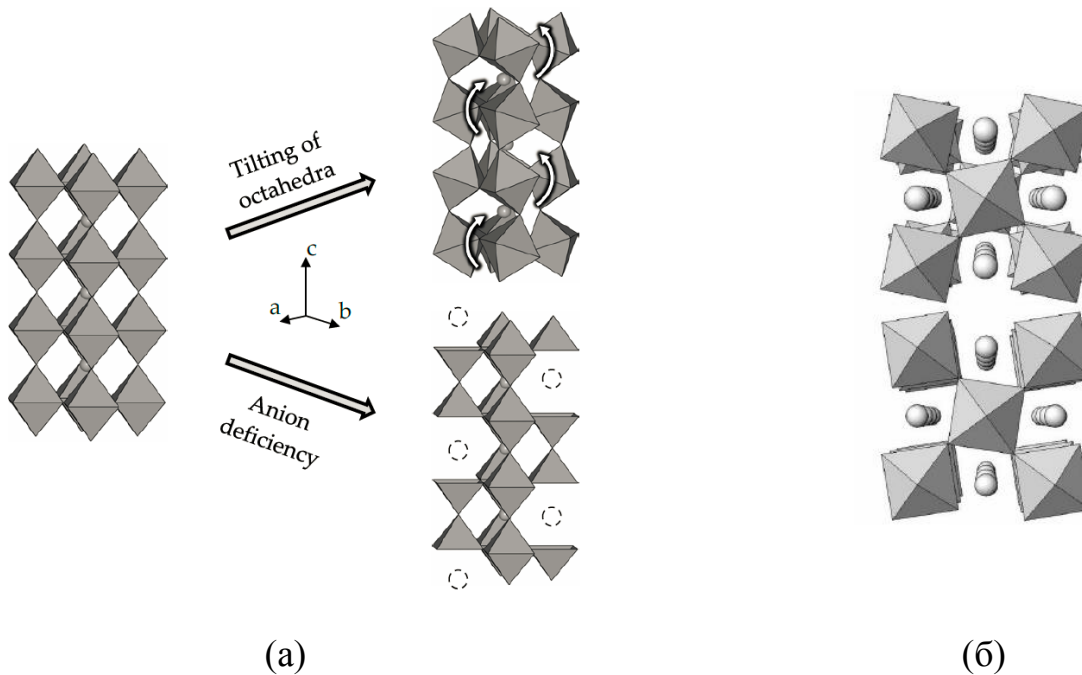 Tilting of
octahedra
c
a
b
Anion
deficiency
(а)
(б)